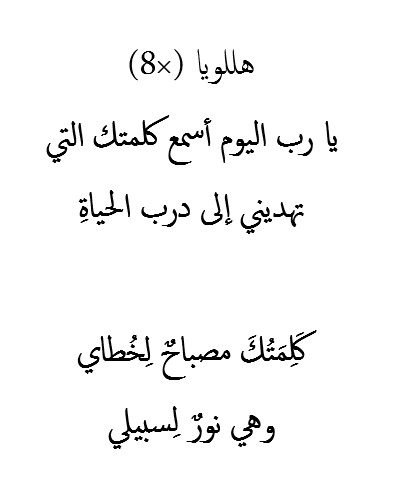 هللويا (×8)
يا رب اليوم أسمع كلمتك التي
تهديني إلى درب الحياةِ
كَلِمَتُكَ مصباحٌ لِخُطاي
وهي نورٌ لِسبيلي